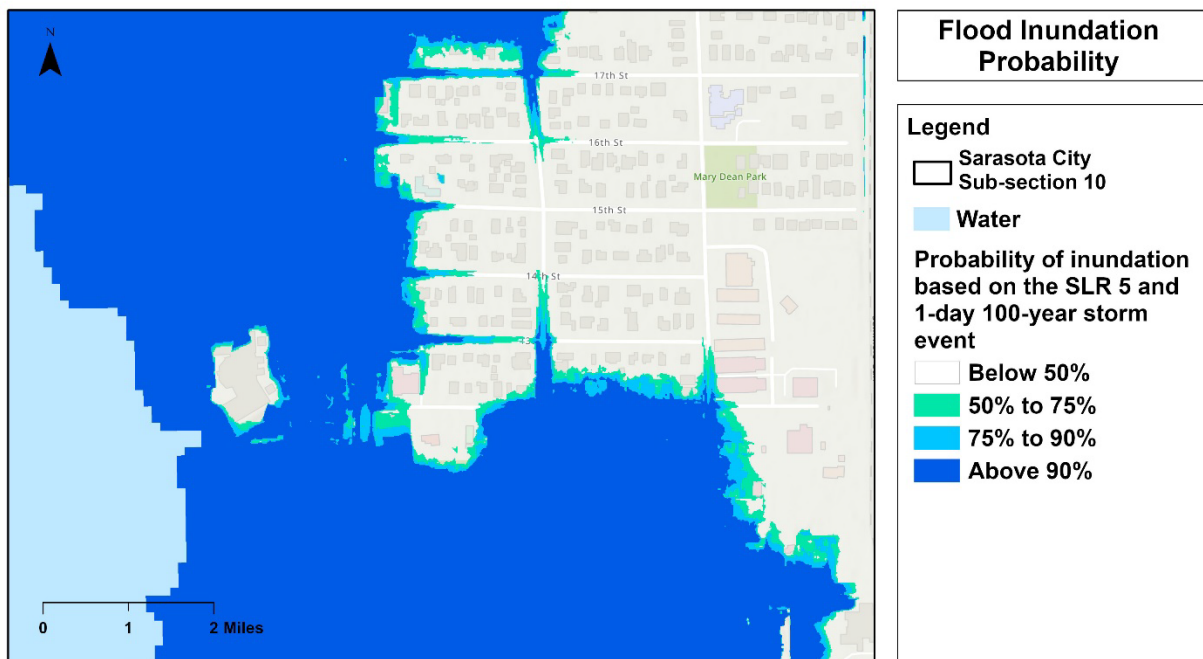 N
17th St
16th St
Mary Dean Park
15th St
14th St
13
0 1 2 Miles
Flood Inundation
Probability
Legend
Sarasota City
Sub-section 10
Water
Probability of inundation
based on the SLR 5 and
1-day 100-year storm
event
Below 50%
50% to 75%
75% to 90%
Above 90%